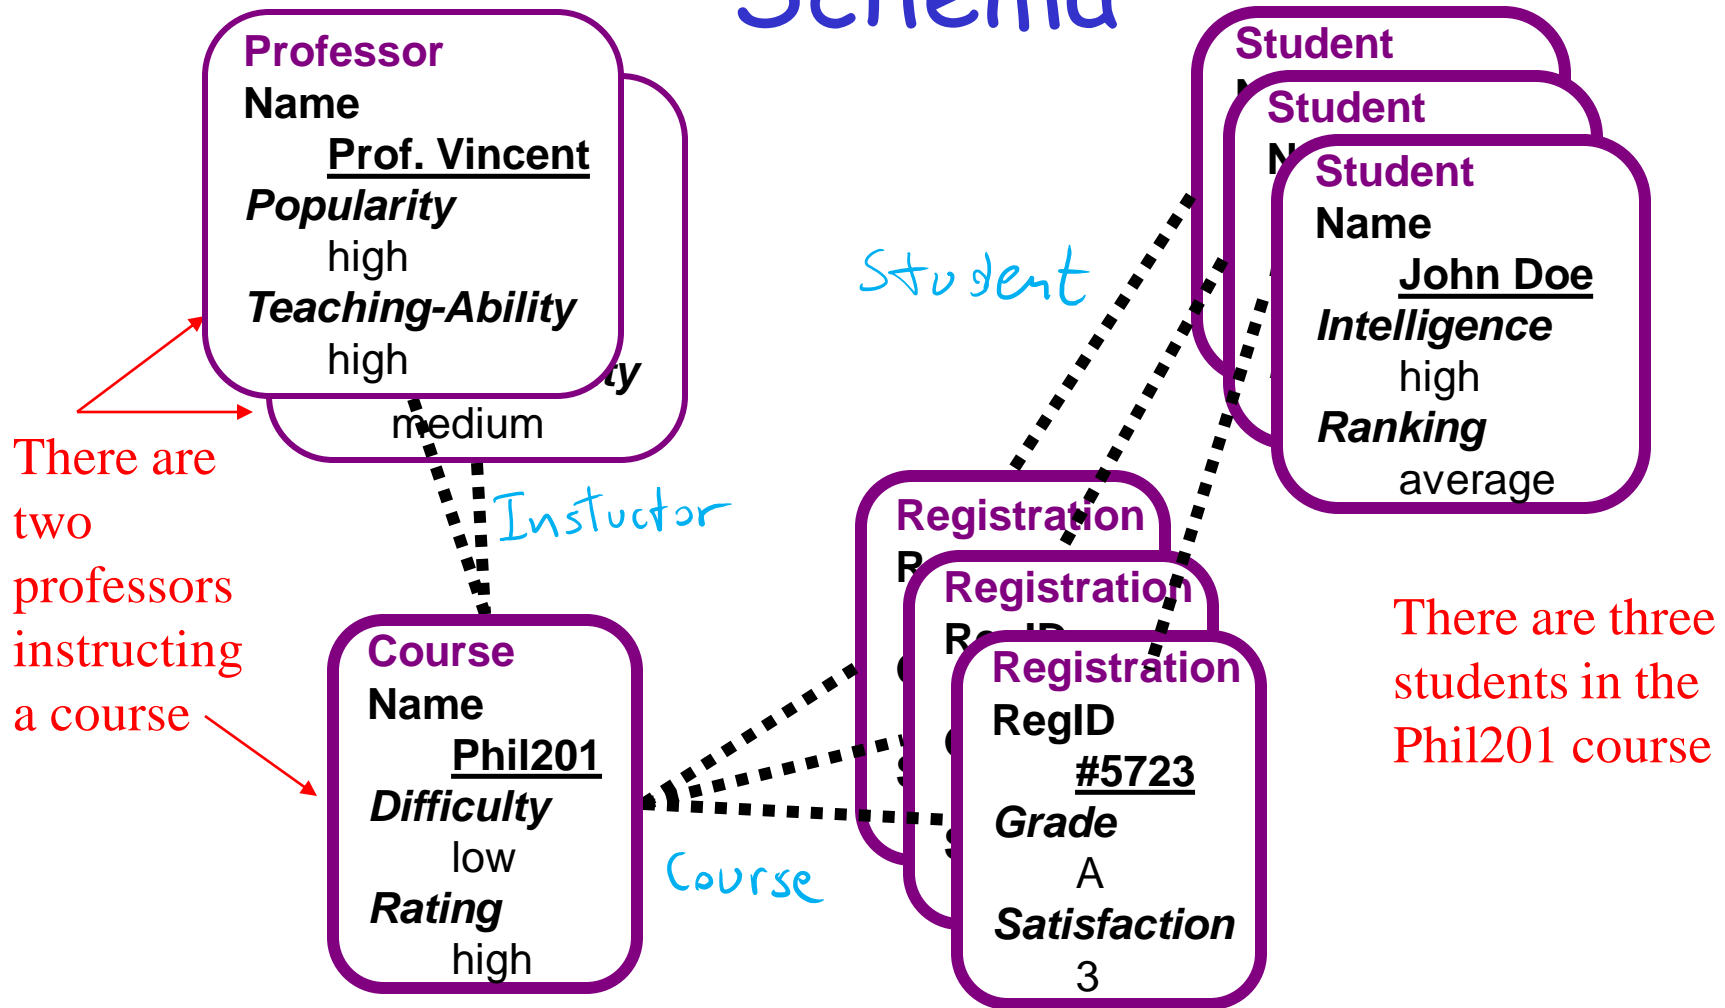 Schema
Professor
Name
Prof. Vincent
Popularity
high
Teaching-Ability
high
ty
medium
There are
two
professors
instructing
a course
Instuctor
Course
Name
Phil201
Difficulty
low
Rating
high
Course
Student
Student
Student
Student
Name
John Doe
Intelligence
high
Ranking
average
Registration
Registration
Registration
RegID
#5723
Grade
A
Satisfaction
3
There are three
students in the
Phil201 course